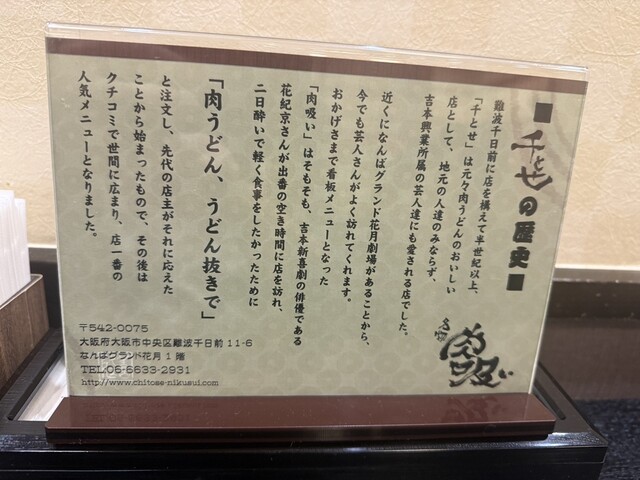 ■千とせの歴史■
難波千日前に店を構えて半世紀以上、
「千とせ」は元々肉うどんのおいしい
店として、地元の人達のみならず、
吉本興業所属の芸人達にも愛される店でした。
近くになんばグランド花月劇場があることから、
今でも芸人さんがよく訪れてくれます。
おかげさまで看板メニューとなった
「肉吸い」はそもそも、吉本新喜劇の俳優である
花紀京さんが出番の空き時間に店を訪れ、
二日酔いで軽く食事をしたかったために
「肉うどん、うどん抜きで」
と注文し、先代の店主がそれに応えた
ことから始まったもので、その後は
クチコミで世間に広まり、店一番の
人気メニューとなりました。
肉吸い
〒542-0075
大阪府大阪市中央区難波千日前 11-6
なんばグランド花月 1 階
TEL:06-6633-2931
http://www.chitose-nikusui.com